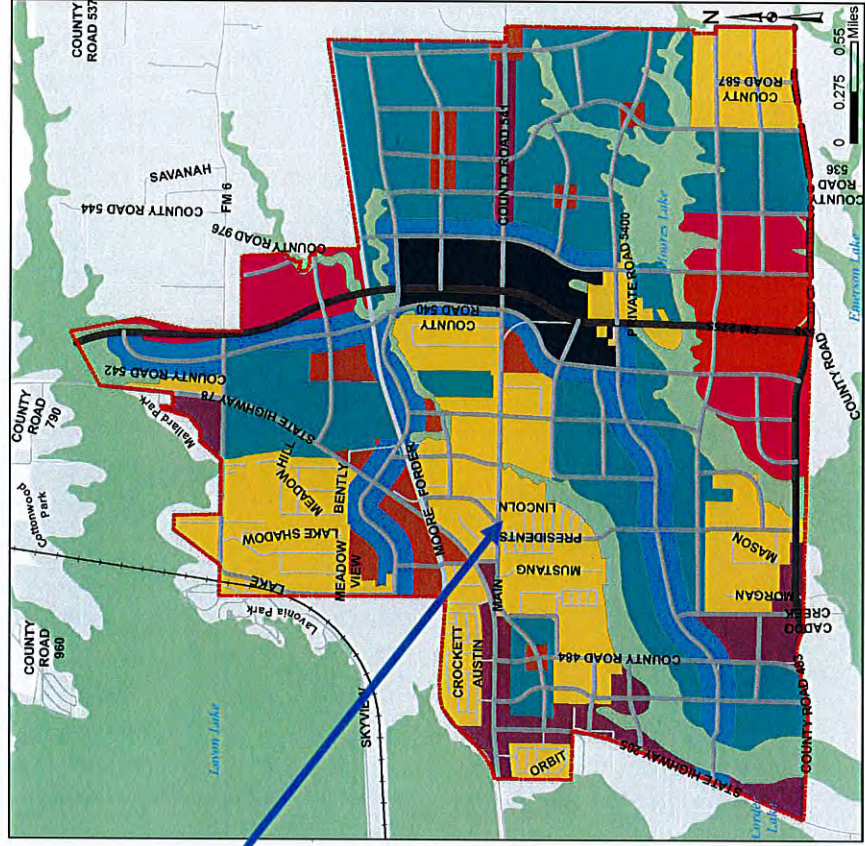 COUNTY
ROAD 537
COUNTY
ROAD
790
Cottonwood
Park
COUNTY
ROAD
960
Mallard Park
SAVANAH
COUNTY ROAD 544
FM 6
COUNTY ROAD 976
COUNTY ROAD 542
STATE HIGHWAY 78
MEADOW HILL
BENTLY
LAKE SHADOW
MEADOW
VIEW
LAKE
Lavonia Park
Lavon Lake
SKYVIEW
MOORE FORDER
COUNTY
ROAD 540
COUNTY ROAD 541
LINCOLN
PRESIDENTS
MUSTANG
MAIN
CROCKETT
AUSTIN
COUNTY ROAD 484
ORBIT
STATE HIGHWAY 205
PRIVATE ROAD 5400
Lake
FM 2755
COUNTY
ROAD 587
MASON
MORGAN
CADDO
CREEK
COUNTY ROAD 483
COUNTY ROAD
COUNTY
ROAD
536
Emerson Lake
Lake
N
0 0.275 0.55
Miles